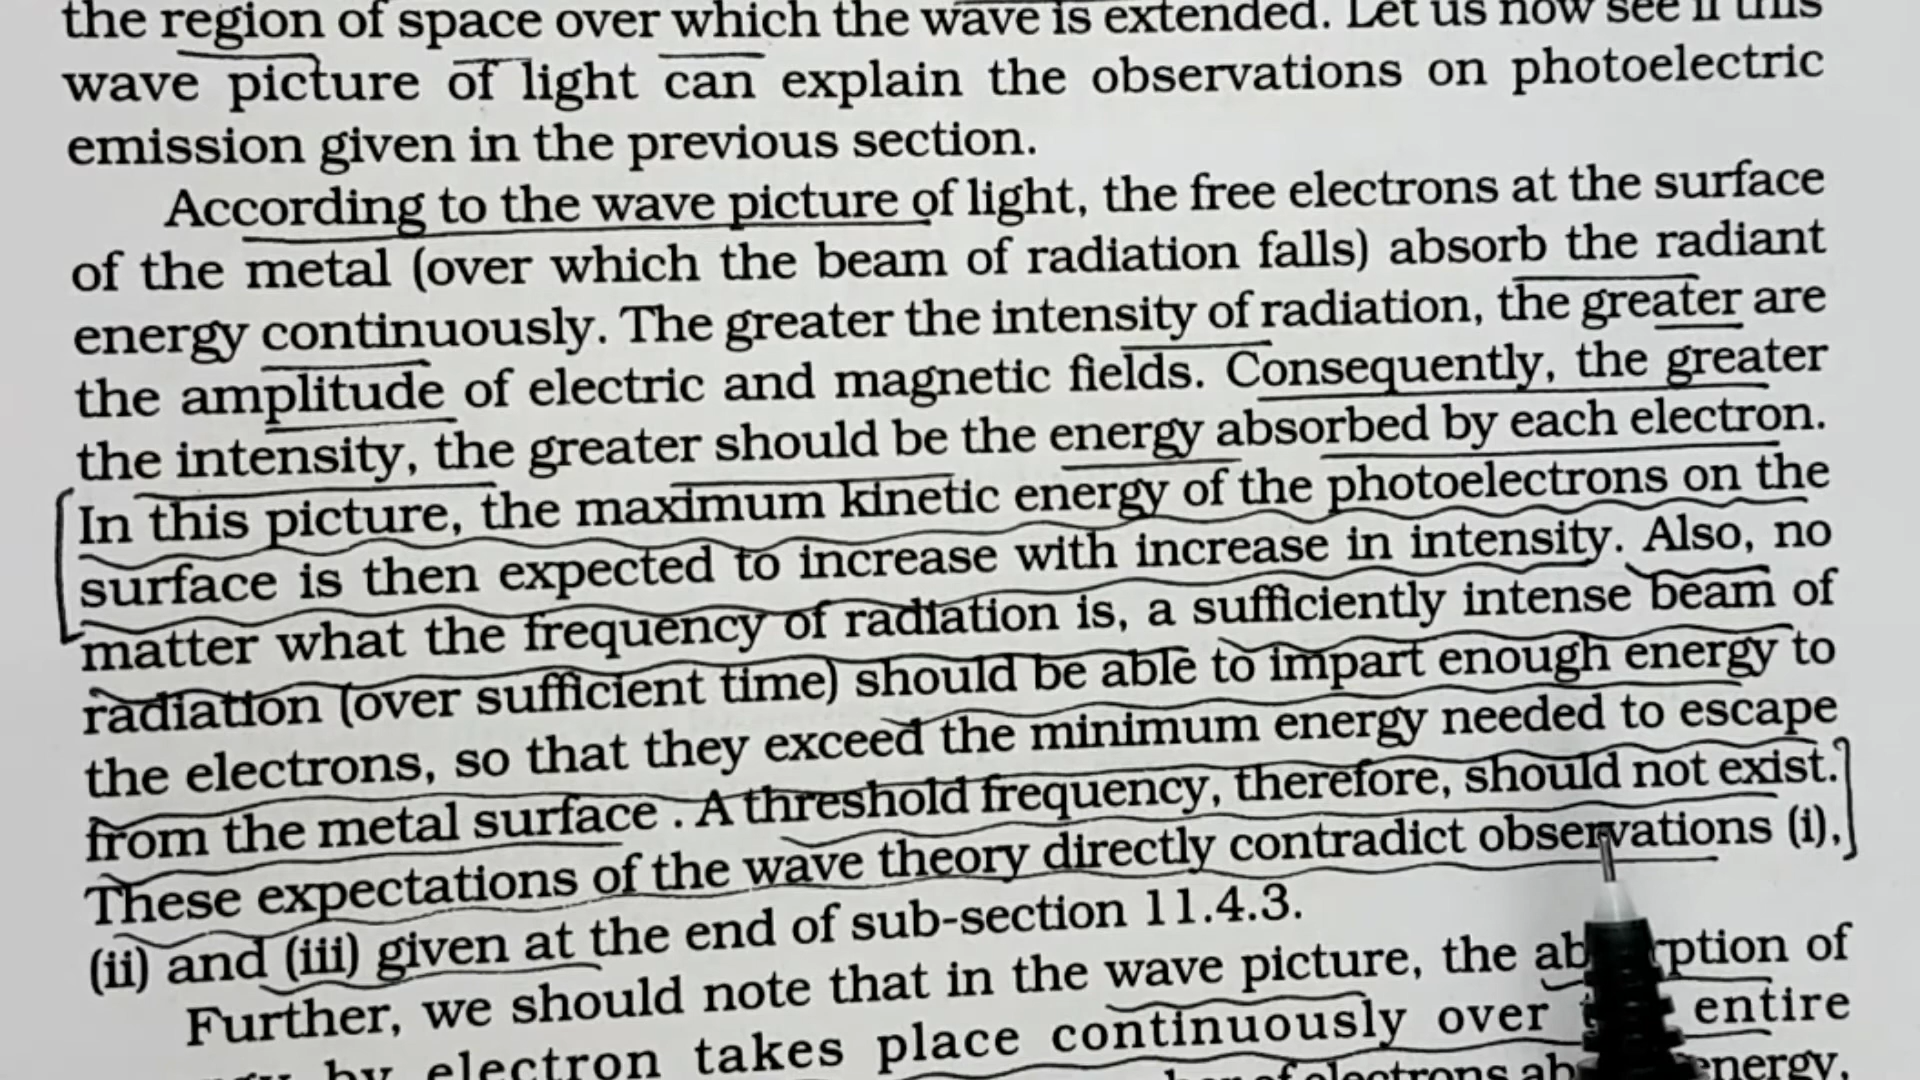 the region of space over which the wave is extended. Let us now see if this
wave picture of light can explain the observations on photoelectric
emission given in the previous section.
According to the wave picture of light, the free electrons at the surface
of the metal (over which the beam of radiation falls) absorb the radiant
energy continuously. The greater the intensity of radiation, the greater are
the amplitude of electric and magnetic fields. Consequently, the greater
the intensity, the greater should be the energy absorbed by each electron.
In this picture, the maximum kinetic energy of the photoelectrons on the
surface is then expected to increase with increase in intensity. Also, no
matter what the frequency of radiation is, a sufficiently intense beam of
radiation (over sufficient time) should be able to impart enough energy to
the electrons, so that they exceed the minimum energy needed to escape
from the metal surface . A threshold frequency, therefore, should not exist.
These expectations of the wave theory directly contradict observations (i),
(ii) and (iii) given at the end of sub-section 11.4.3.
Further, we should note that in the wave picture, the of
by electron takes place continuously over entire
of electrons energy,